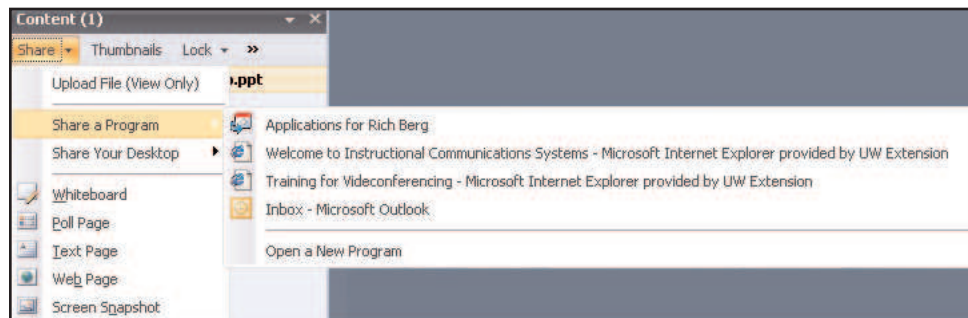 Content (1)
Share Thumbnails Lock »
Upload File (View Only)
.ppt
Share a Program
Share Your Desktop
Whiteboard
Poll Page
Text Page
Web Page
Screen Snapshot
Applications for Rich Berg
Welcome to Instructional Communications Systems - Microsoft Internet Explorer provided by UW Extension
Training for Videconferencing - Microsoft Internet Explorer provided by UW Extension
Inbox - Microsoft Outlook
Open a New Program